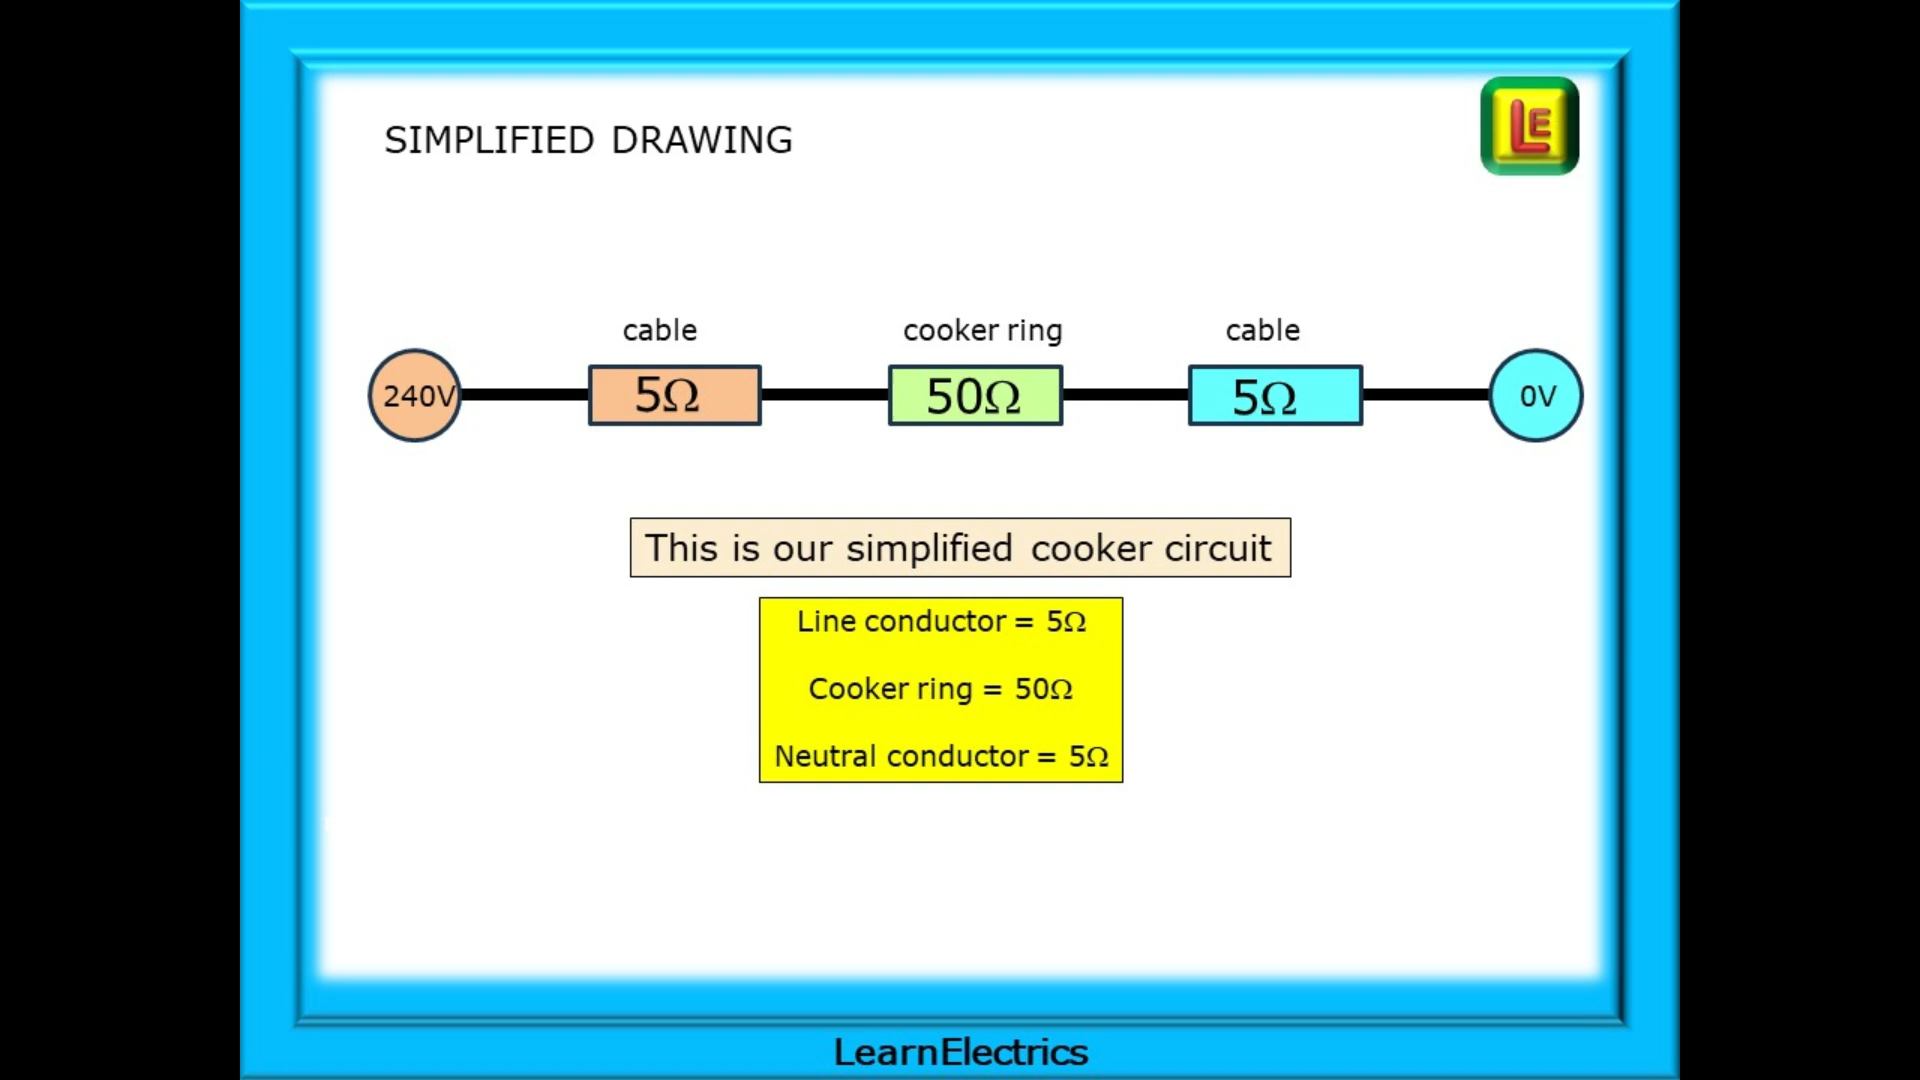 SIMPLIFIED DRAWING
LE
cable cooker ring cable
240V 5Ω 50Ω 5Ω 0V
This is our simplified cooker circuit
Line conductor = 5Ω
Cooker ring = 50Ω
Neutral conductor = 5Ω
LearnElectrics